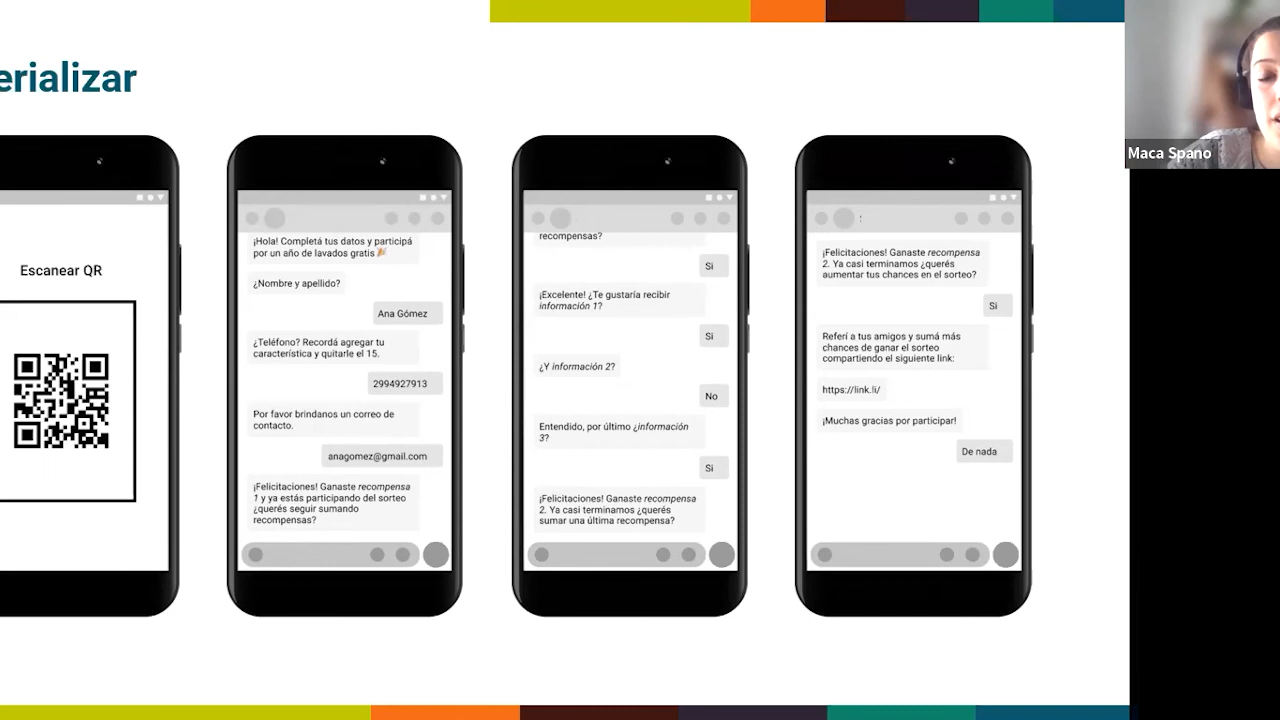 erializar
Maca Spano
Escanear QR
¡Hola! Completá tus datos y participá
por un año de lavados gratis🎉
¿Nombre y apellido?
Ana Gómez
¿Teléfono? Recordá agregar tu
característica y quitarle el 15.
2994927913
Por favor brindanos un correo de
contacto.
anagomez@gmail.com
¡Felicitaciones! Ganaste recompensa
1 y ya estás participando del sorteo
¿querés seguir sumando
recompensas?
recompensas?
Si
¡Excelente! ¿Te gustaría recibir
información 1?
Si
¿Y información 2?
No
Entendido, por último ¿información
3?
Si
¡Felicitaciones! Ganaste recompensa
2. Ya casi terminamos ¿querés
sumar una última recompensa?
¡Felicitaciones! Ganaste recompensa
2. Ya casi terminamos ¿querés
aumentar tus chances en el sorteo?
Si
Referí a tus amigos y sumá más
chances de ganar el sorteo
compartiendo el siguiente link:
https://link.li/
¡Muchas gracias por participar!
De nada